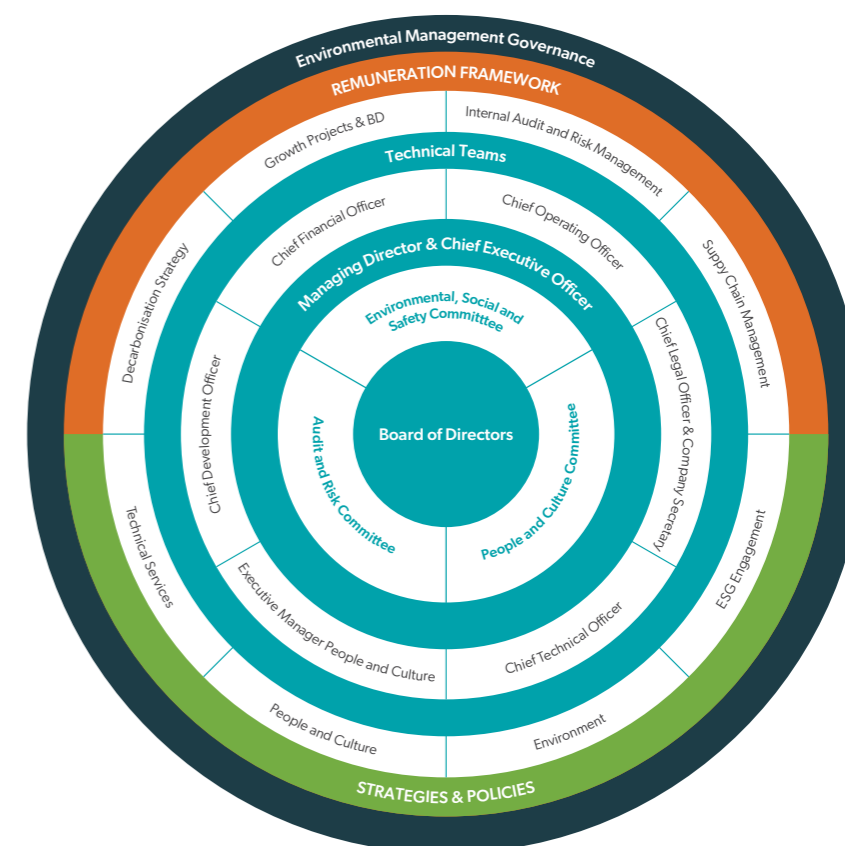 Environmental Management Governance
REMUNERATION FRAMEWORK
Growth Projects & BD
Internal Audit and Risk Management
Decarbonisation Strategy
Suppy Chain Management
Technical Teams
Chief Financial Officer
Chief Operating Officer
Chief Development Officer
Chief Legal Officer & Company Secretary
Managing Director & Chief Executive Officer
Environmental, Social and
Safety Committtee
Board of Directors
Audit and Risk Committee
People and Culture Committee
Executive Manager People and Culture
Chief Technical Officer
Technical Services
ESG Engagement
People and Culture
Environment
STRATEGIES & POLICIES